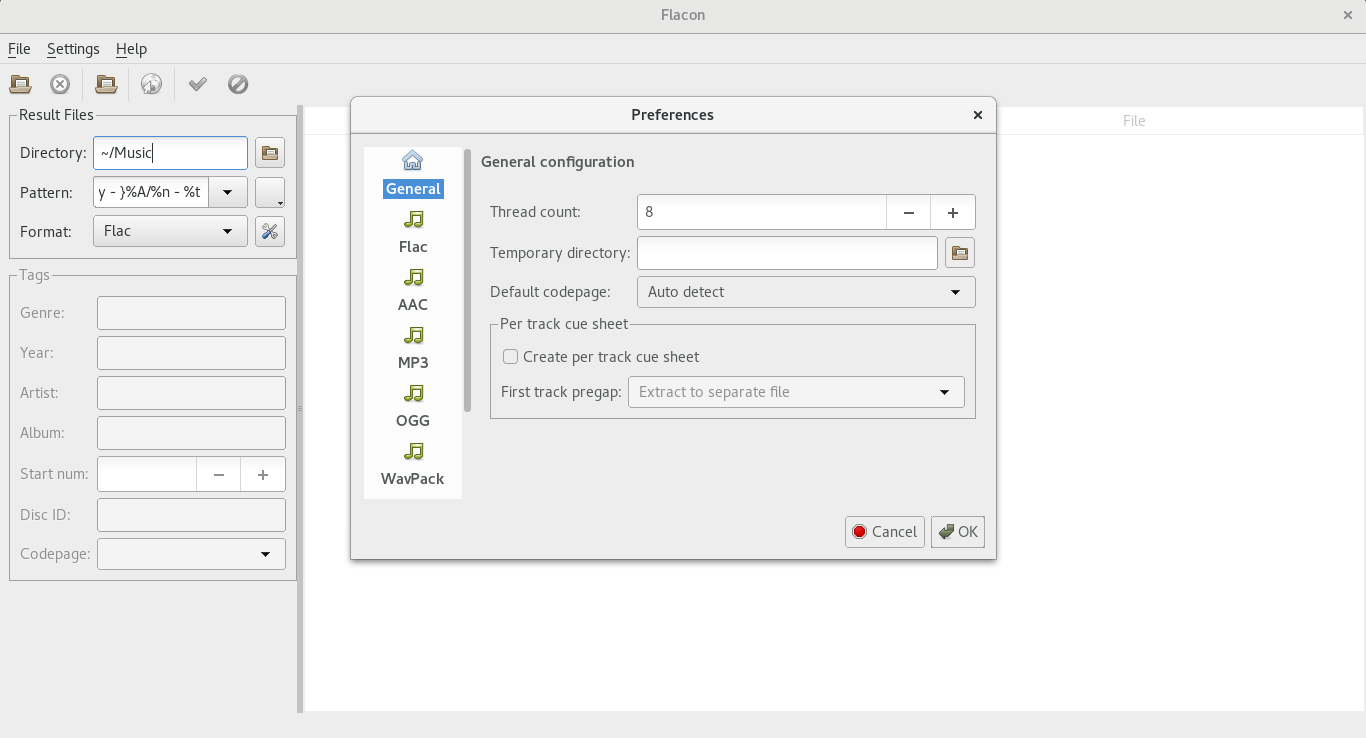 Flacon
File Settings Help
Result Files
Directory: ~/Music
Pattern: y - }%A/%n - %t
Format: Flac
Tags
Genre:
Year:
Artist:
Album:
Start num:
Disc ID:
Codepage:
File
Preferences
General
Flac
AAC
MP3
OGG
WavPack
General configuration
Thread count: 8
Temporary directory:
Default codepage: Auto detect
Per track cue sheet
Create per track cue sheet
First track pregap: Extract to separate file
Cancel OK